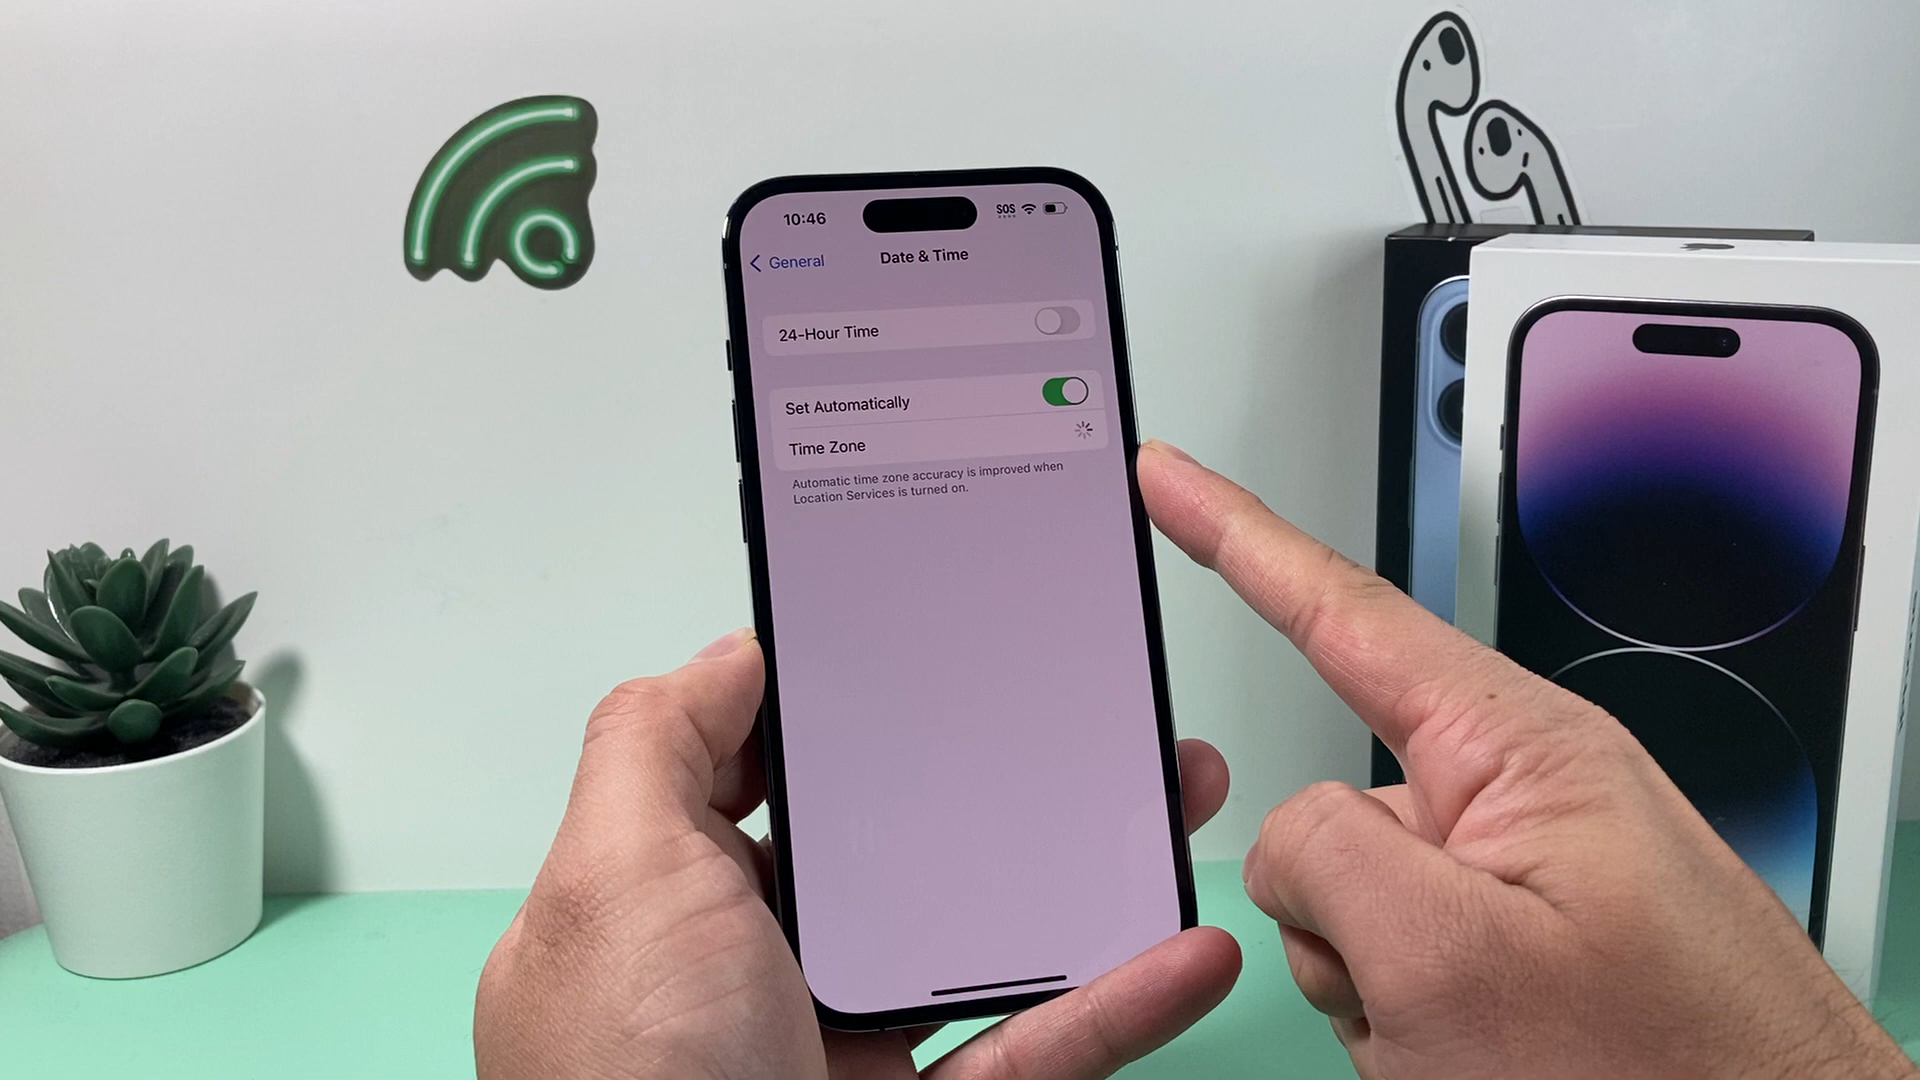 10:46
SOS
General
Date & Time
24-Hour Time
Set Automatically
Time Zone
Automatic time zone accuracy is improved when
Location Services is turned on.